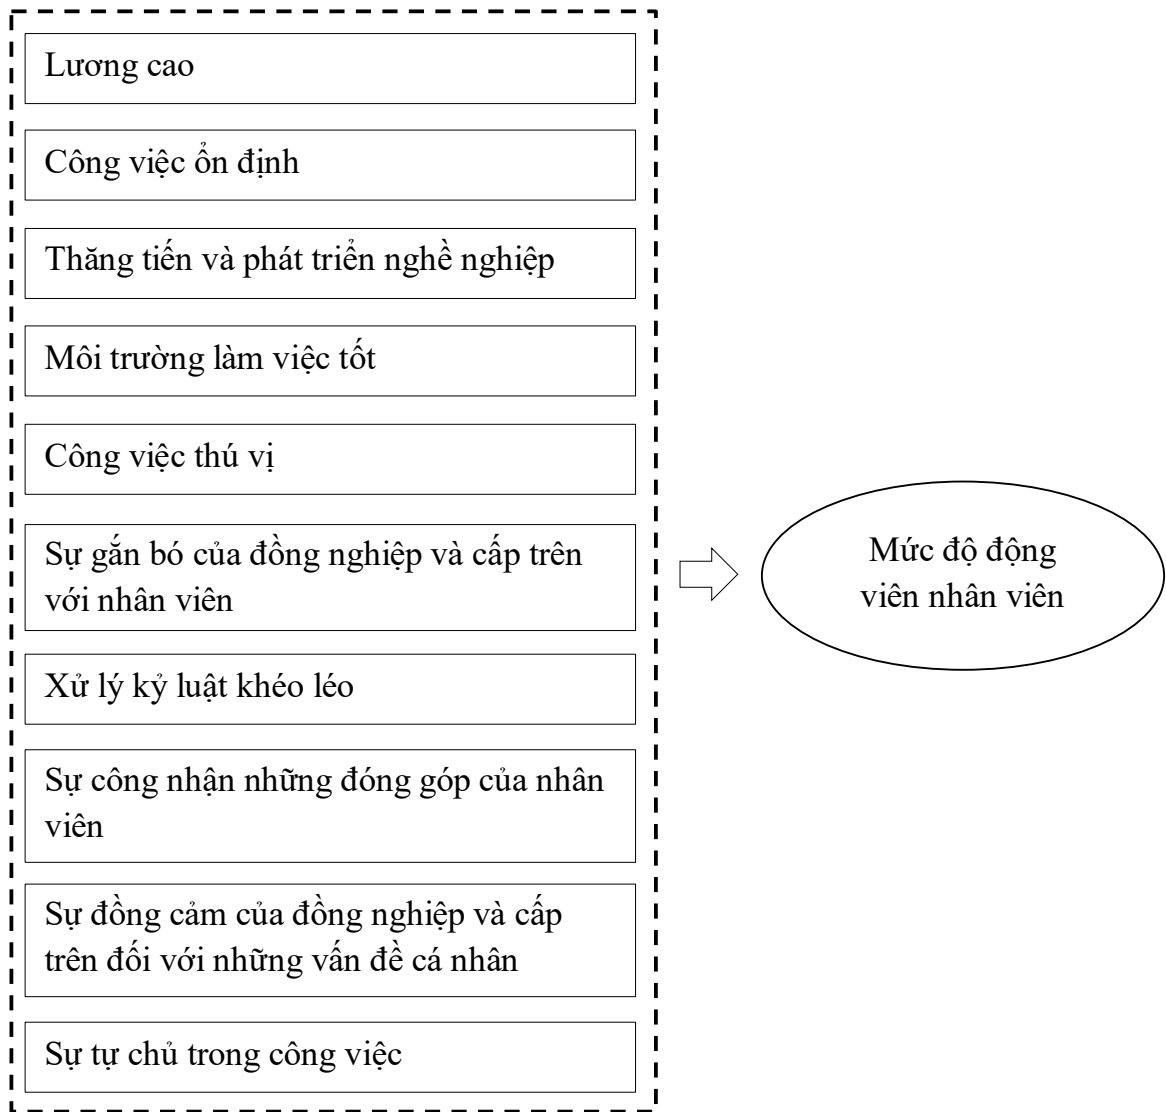 Lương cao
Công việc ổn định
Thăng tiến và phát triển nghề nghiệp
Môi trường làm việc tốt
Công việc thú vị
Sự gắn bó của đồng nghiệp và cấp trên
với nhân viên
Xử lý kỷ luật khéo léo
Sự công nhận những đóng góp của nhân
viên
Sự đồng cảm của đồng nghiệp và cấp
trên đối với những vấn đề cá nhân
Sự tự chủ trong công việc
Mức độ động
viên nhân viên